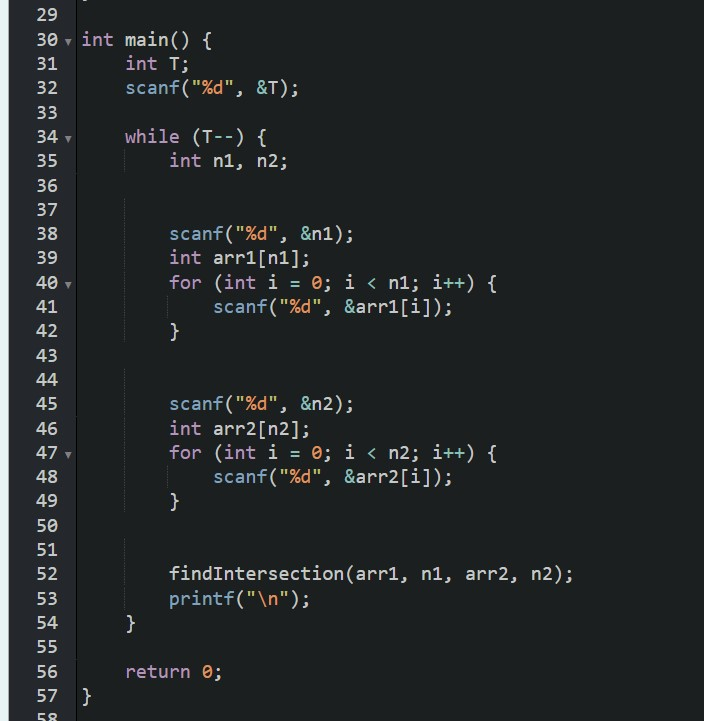 29
30 int main() {
31     int T;
32     scanf("%d", &T);
33
34     while (T--) {
35         int n1, n2;
36
37
38         scanf("%d", &n1);
39         int arr1[n1];
40         for (int i = 0; i < n1; i++) {
41             scanf("%d", &arr1[i]);
42         }
43
44
45         scanf("%d", &n2);
46         int arr2[n2];
47         for (int i = 0; i < n2; i++) {
48             scanf("%d", &arr2[i]);
49         }
50
51
52         findIntersection(arr1, n1, arr2, n2);
53         printf("\n");
54     }
55
56     return 0;
57 }
58